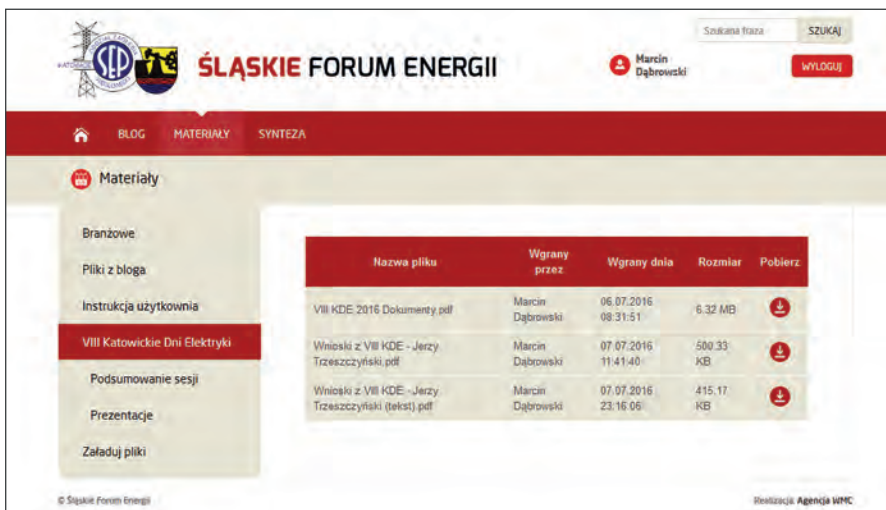 Szukana fraza
SZUKAJ
SEP
ŚLĄSKIE FORUM ENERGII
Marcin
Dąbrowski
WYLOGUJ
BLOG MATERIAŁY SYNTEZA
Materiały
Branżowe
Pliki z bloga
Instrukcja użytkownia
VIII Katowickie Dni Elektryki
Podsumowanie sesji
Prezentacje
Załaduj pliki
Nazwa pliku
Wgrany
przez
Wgrany dnia
Rozmiar
Pobierz
VIII KDE 2016 Dokumenty.pdf
Marcin
Dąbrowski
06.07.2016
08:31:51
6.32 MB
Wnioski z VIII KDE - Jerzy
Trzeszczyński.pdf
Marcin
Dąbrowski
07.07.2016
11:41:40
500.33
KB
Wnioski z VIII KDE - Jerzy
Trzeszczyński (tekst).pdf
Marcin
Dąbrowski
07.07.2016
23:16:06
415.17
KB
© Śląskie Forum Energii
Realizacja: Agencja WMC